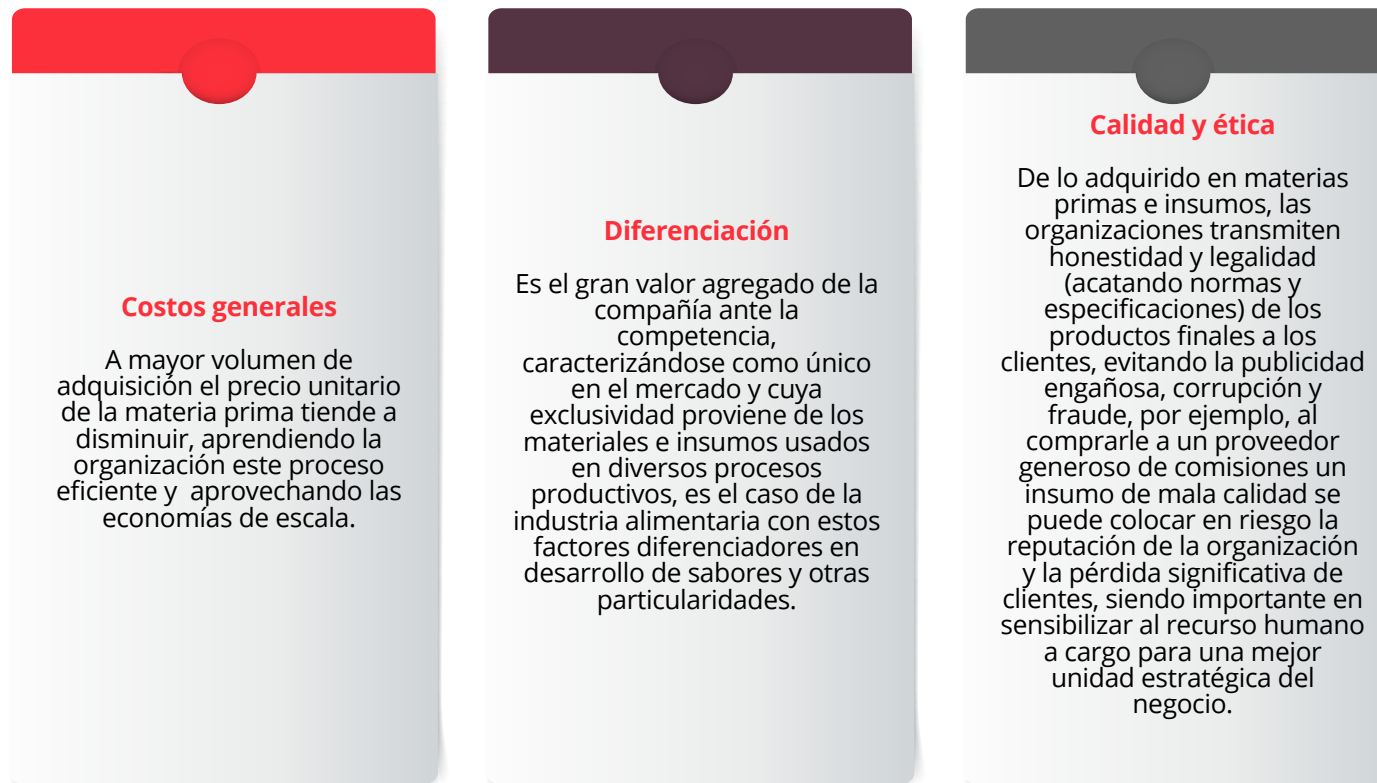 Costos generales
A mayor volumen de
adquisición el precio unitario
de la materia prima tiende a
disminuir, aprendiendo la
organización este proceso
eficiente y  aprovechando las
economías de escala.
Diferenciación
Es el gran valor agregado de la
compañía ante la
competencia,
caracterizándose como único
en el mercado y cuya
exclusividad proviene de los
materiales e insumos usados
en diversos procesos
productivos, es el caso de la
industria alimentaria con estos
factores diferenciadores en
desarrollo de sabores y otras
particularidades.
Calidad y ética
De lo adquirido en materias
primas e insumos, las
organizaciones transmiten
honestidad y legalidad
(acatando normas y
especificaciones) de los
productos finales a los
clientes, evitando la publicidad
engañosa, corrupción y
fraude, por ejemplo, al
comprarle a un proveedor
generoso de comisiones un
insumo de mala calidad se
puede colocar en riesgo la
reputación de la organización
y la pérdida significativa de
clientes, siendo importante en
sensibilizar al recurso humano
a cargo para una mejor
unidad estratégica del
negocio.